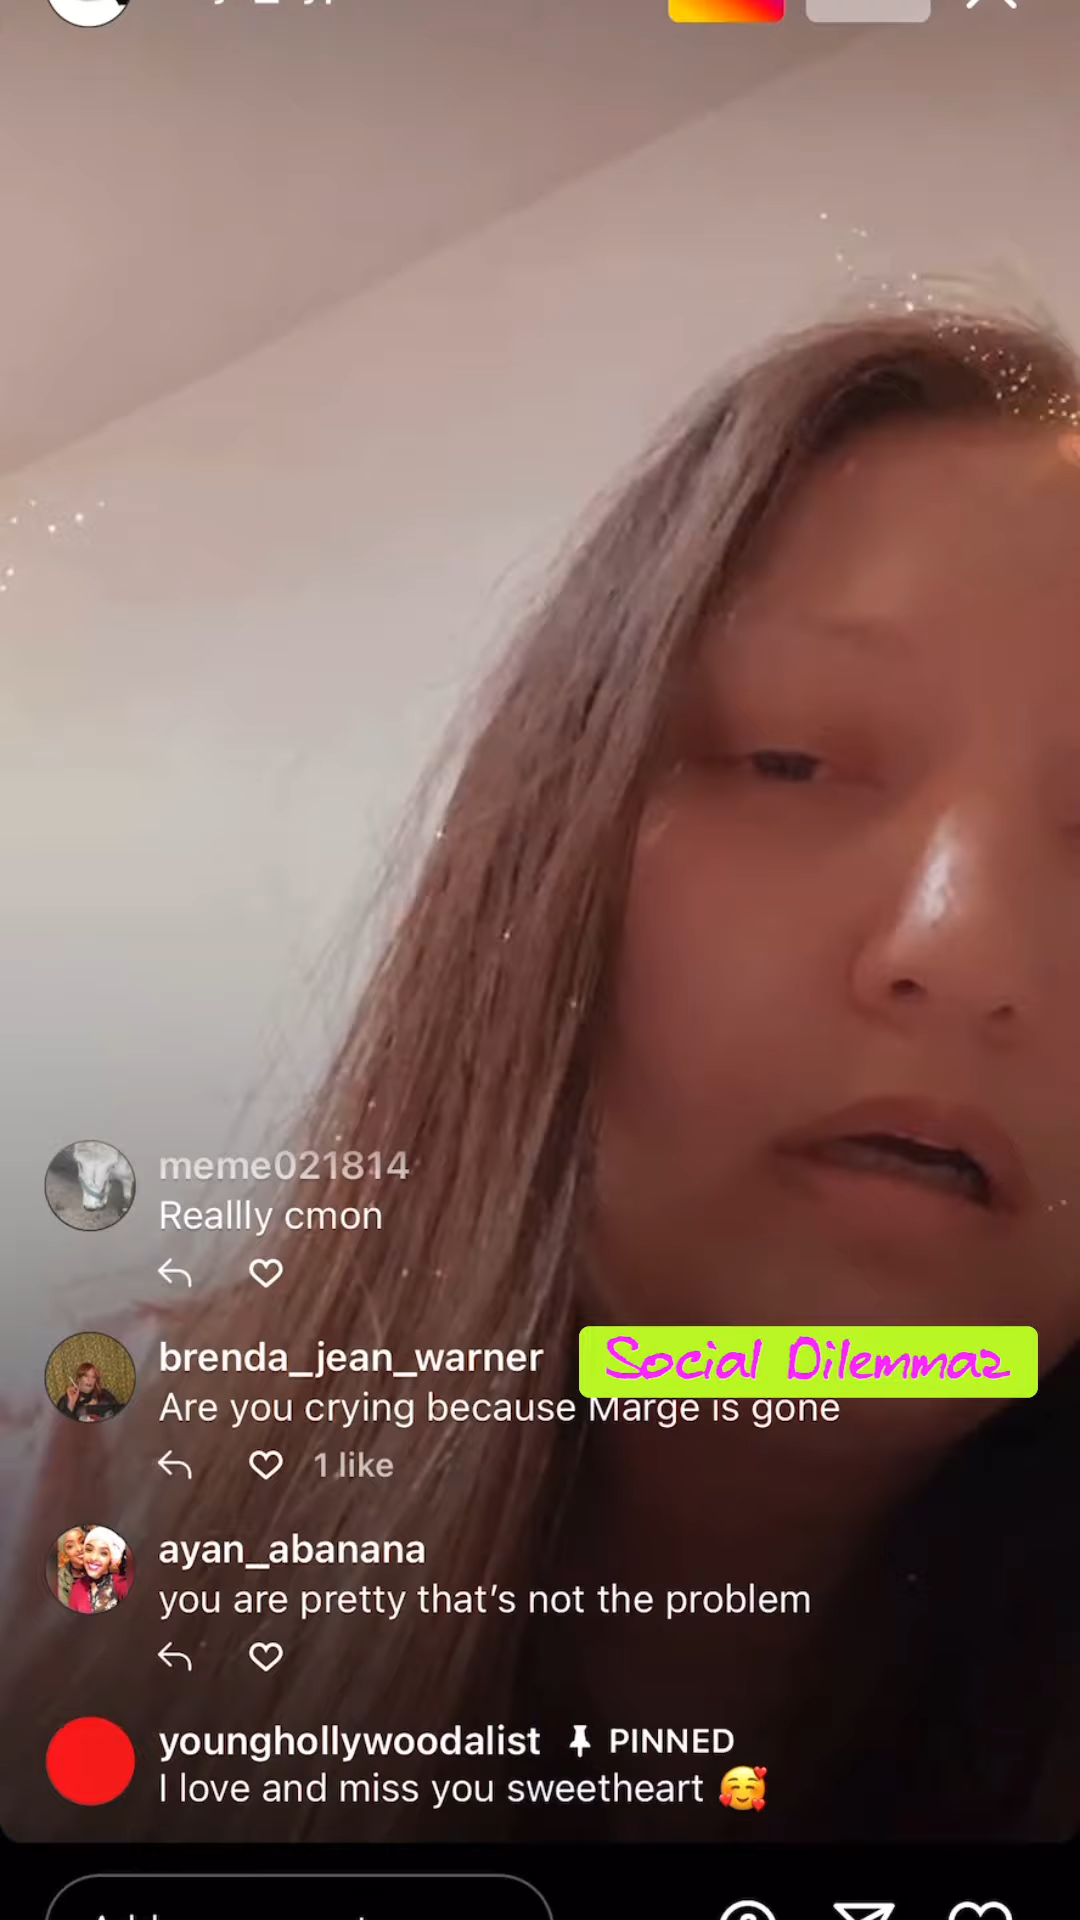 meme021814
Reallly cmon
brenda_jean_warner
Social Dilemmaz
Are you crying because Marge is gone
1 like
ayan_abanana
you are pretty that's not the problem
younghollywoodalist PINNED
I love and miss you sweetheart 🥰